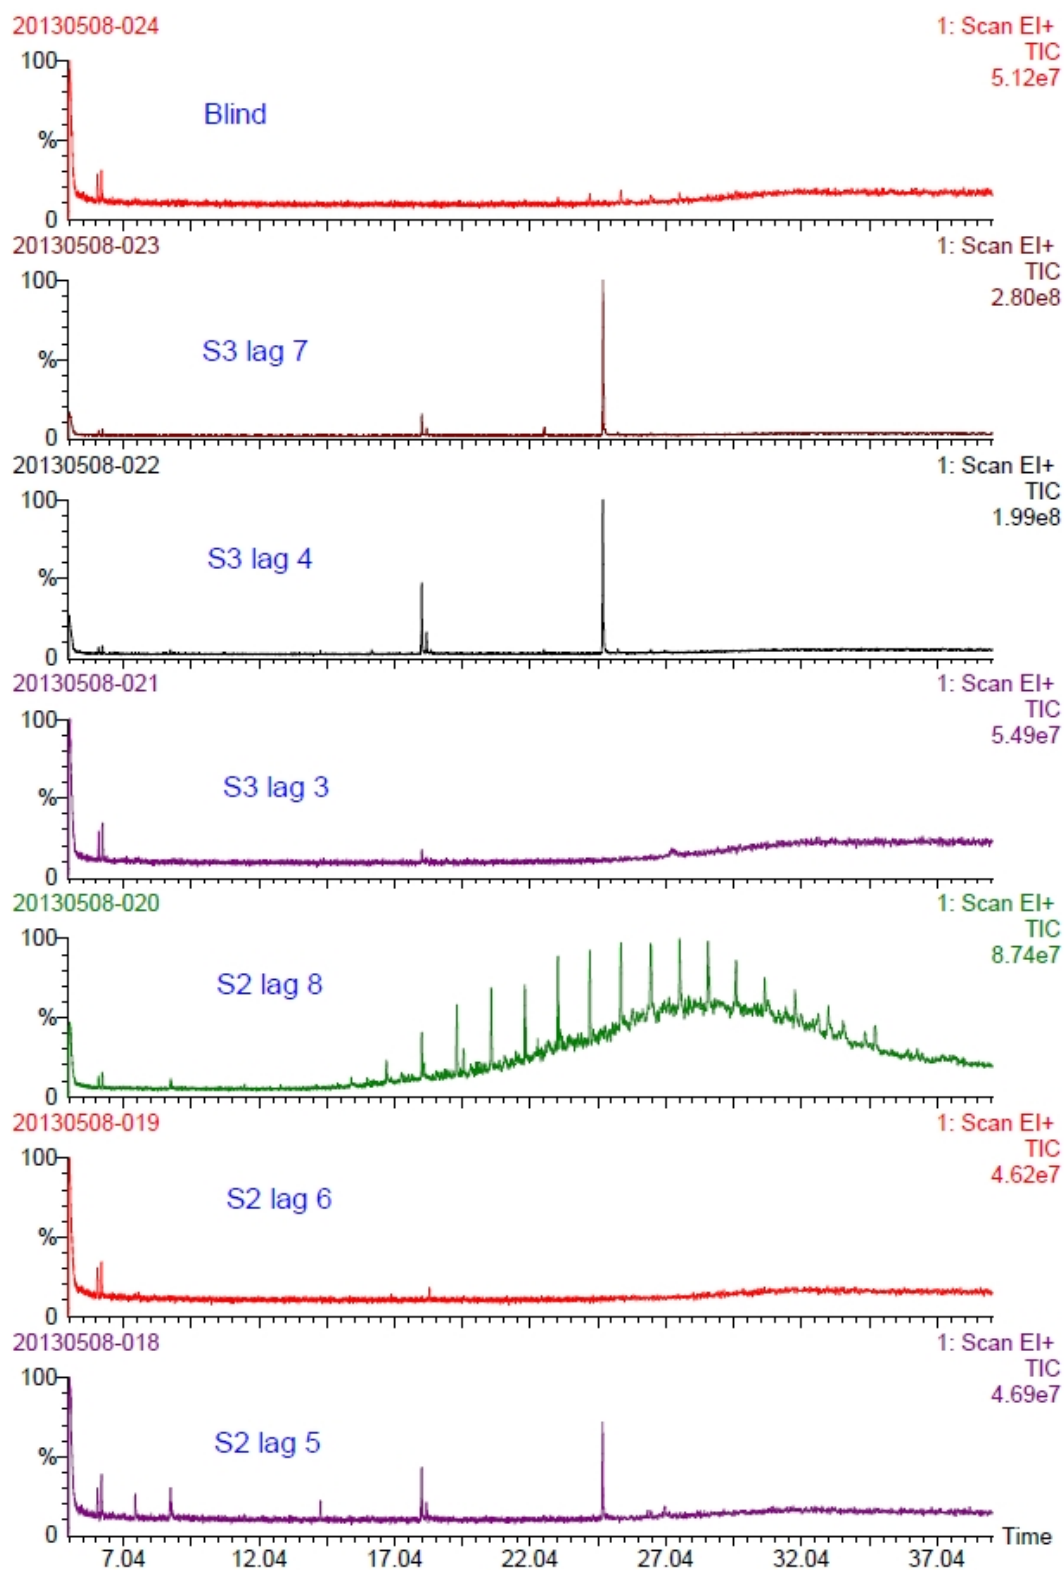 20130508-024 1: Scan EI+
TIC
5.12e7
100
Blind
%
0
20130508-023 1: Scan EI+
TIC
2.80e8
100
S3 lag 7
%
0
20130508-022 1: Scan EI+
TIC
1.99e8
100
S3 lag 4
%
0
20130508-021 1: Scan EI+
TIC
5.49e7
100
S3 lag 3
%
0
20130508-020 1: Scan EI+
TIC
8.74e7
100
S2 lag 8
%
0
20130508-019 1: Scan EI+
TIC
4.62e7
100
S2 lag 6
%
0
20130508-018 1: Scan EI+
TIC
4.69e7
100
S2 lag 5
%
0
Time
7.04 12.04 17.04 22.04 27.04 32.04 37.04